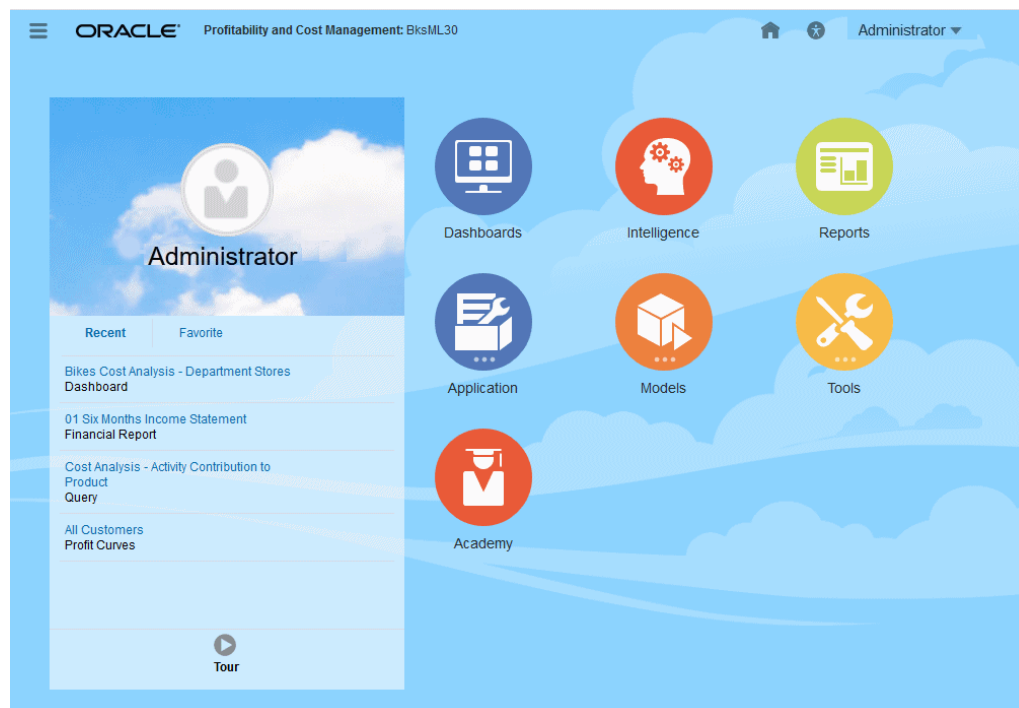 ORACLE Profitability and Cost Management: BksML30
Administrator
Administrator
Recent Favorite
Bikes Cost Analysis - Department Stores
Dashboard
01 Six Months Income Statement
Financial Report
Cost Analysis - Activity Contribution to
Product
Query
All Customers
Profit Curves
Tour
Dashboards Intelligence Reports
Application Models Tools
Academy